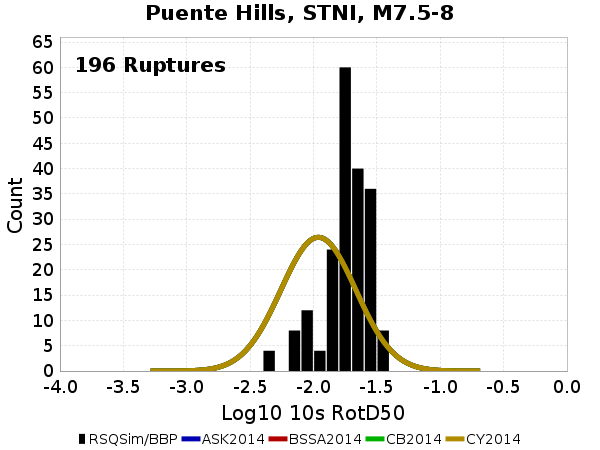 Puente Hills, STNI, M7.5-8
196 Ruptures
65
60
55
50
45
40
35
30
25
20
15
10
5
0
Count
-4.0 -3.5 -3.0 -2.5 -2.0 -1.5 -1.0 -0.5 0.0
Log10 10s RotD50
RSQSim/BBP ASK2014 BSSA2014 CB2014 CY2014